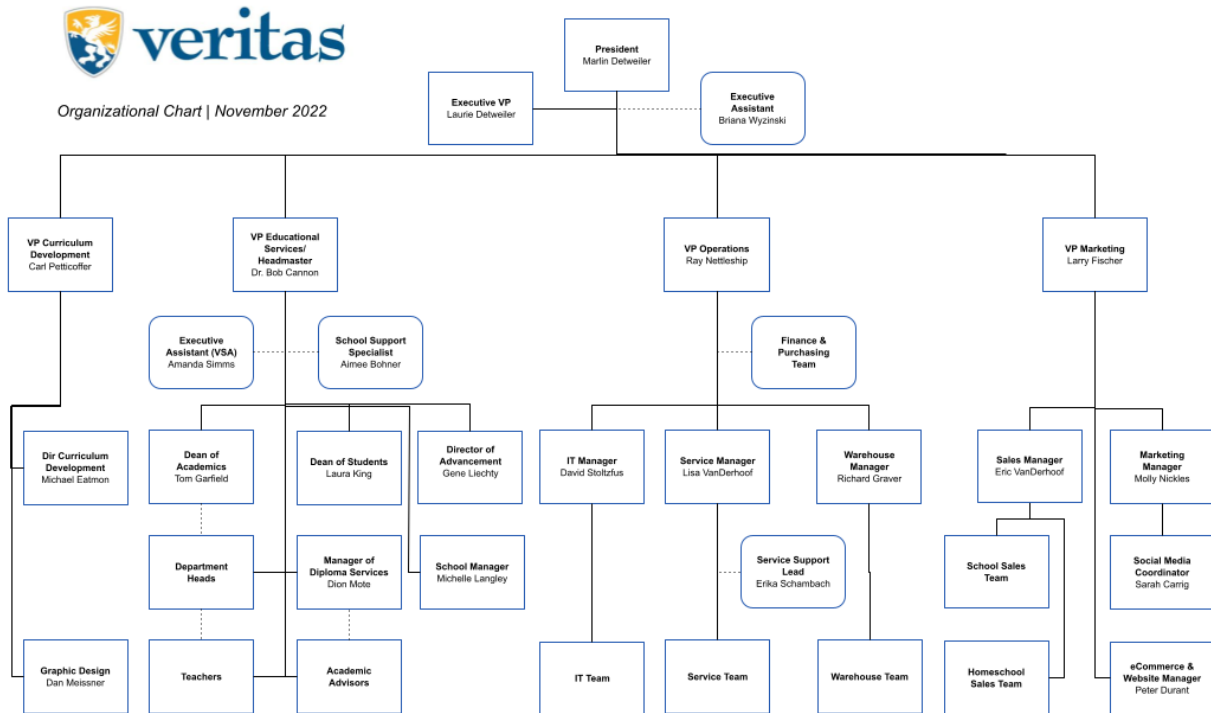 veritas
Organizational Chart | November 2022
President
Marlin Detweiler
Executive VP
Laurie Detweiler
Executive
Assistant
Briana Wyzinski
VP Curriculum
Development
Carl Petticoffer
VP Educational
Services/
Headmaster
Dr. Bob Cannon
VP Operations
Ray Nettleship
VP Marketing
Larry Fischer
Executive
Assistant (VSA)
Amanda Simms
School Support
Specialist
Aimee Bohner
Finance &
Purchasing
Team
Dir Curriculum
Development
Michael Eatmon
Dean of
Academics
Tom Garfield
Dean of Students
Laura King
Director of
Advancement
Gene Liechty
IT Manager
David Stoltzfus
Service Manager
Lisa VanDerhoof
Warehouse
Manager
Richard Graver
Sales Manager
Eric VanDerhoof
Marketing
Manager
Molly Nickles
Department
Heads
Manager of
Diploma Services
Dion Mote
School Manager
Michelle Langley
Service Support
Lead
Erika Schambach
School Sales
Team
Social Media
Coordinator
Sarah Carrig
Graphic Design
Dan Meissner
Teachers
Academic
Advisors
IT Team
Service Team
Warehouse Team
Homeschool
Sales Team
eCommerce &
Website Manager
Peter Durant